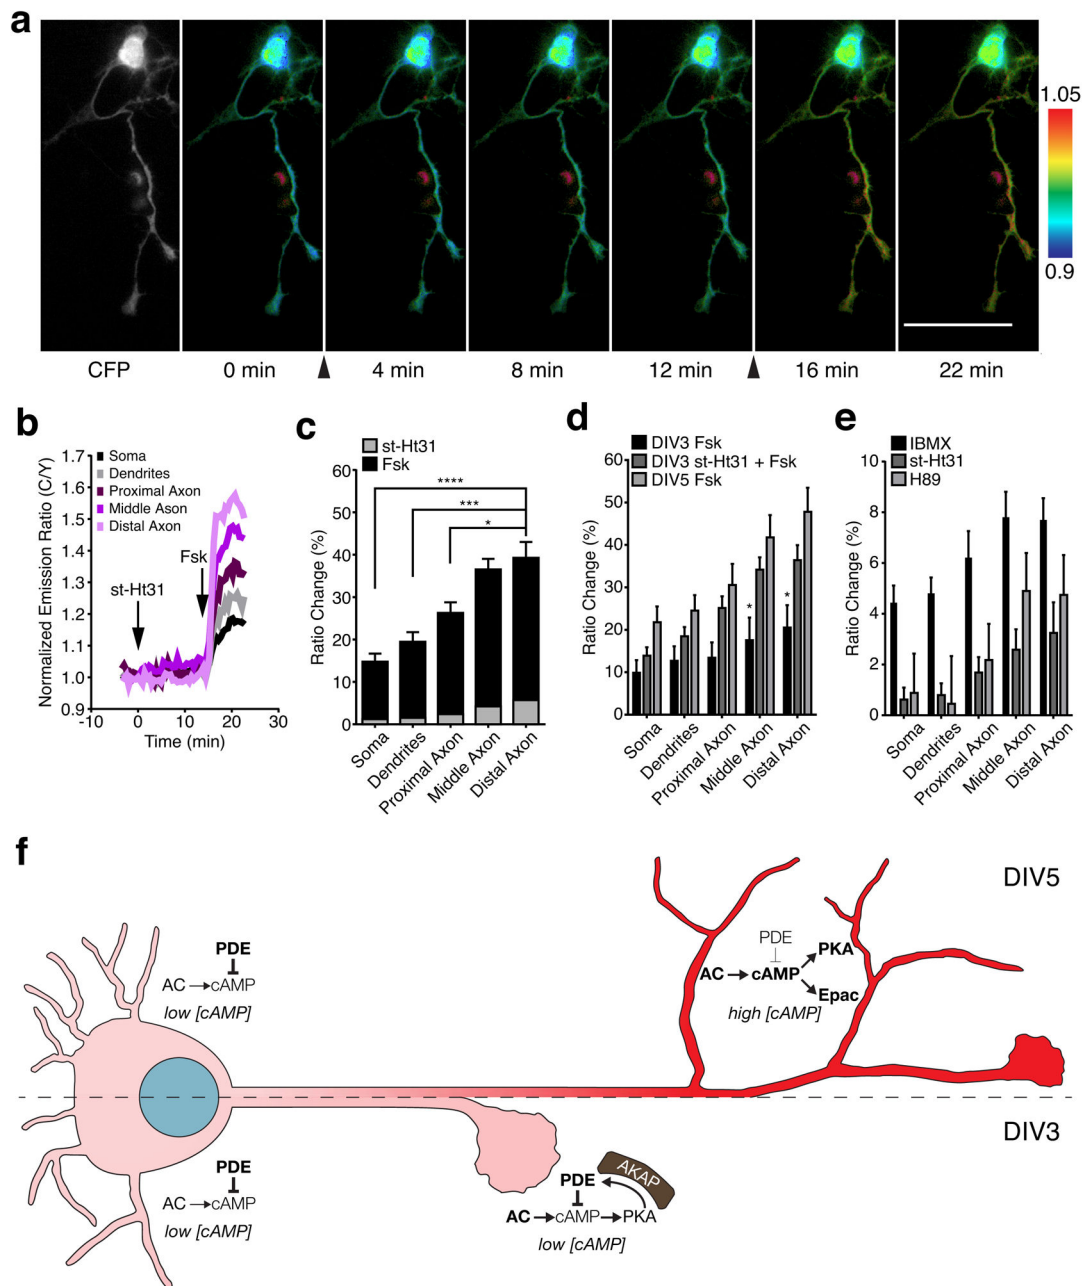 a
1.05
0.9
CFP
0 min
4 min
8 min
12 min
16 min
22 min
b
Normalized Emission Ratio (C/Y)
1.7
1.6
1.5
1.4
1.3
1.2
1.1
1.0
0.9
Soma
Dendrites
Proximal Axon
Middle Ason
Distal Axon
Fsk
st-Ht31
-10
0
10
20
30
Time (min)
c
st-Ht31
Fsk
Ratio Change (%)
60
50
40
30
20
10
0
****
***
*
Soma
Dendrites
Proximal Axon
Middle Axon
Distal Axon
d
DIV3 Fsk
DIV3 st-Ht31 + Fsk
DIV5 Fsk
Ratio Change (%)
60
50
40
30
20
10
0
*
*
Soma
Dendrites
Proximal Axon
Middle Axon
Distal Axon
e
IBMX
st-Ht31
H89
Ratio Change (%)
10
8
6
4
2
0
Soma
Dendrites
Proximal Axon
Middle Axon
Distal Axon
f
DIV5
PDE
AC cAMP
low [cAMP]
PDE
AC cAMP
PKA
Epac
high [cAMP]
DIV3
PDE
AC cAMP
low [cAMP]
AKAP
PDE
AC cAMP PKA
low [cAMP]